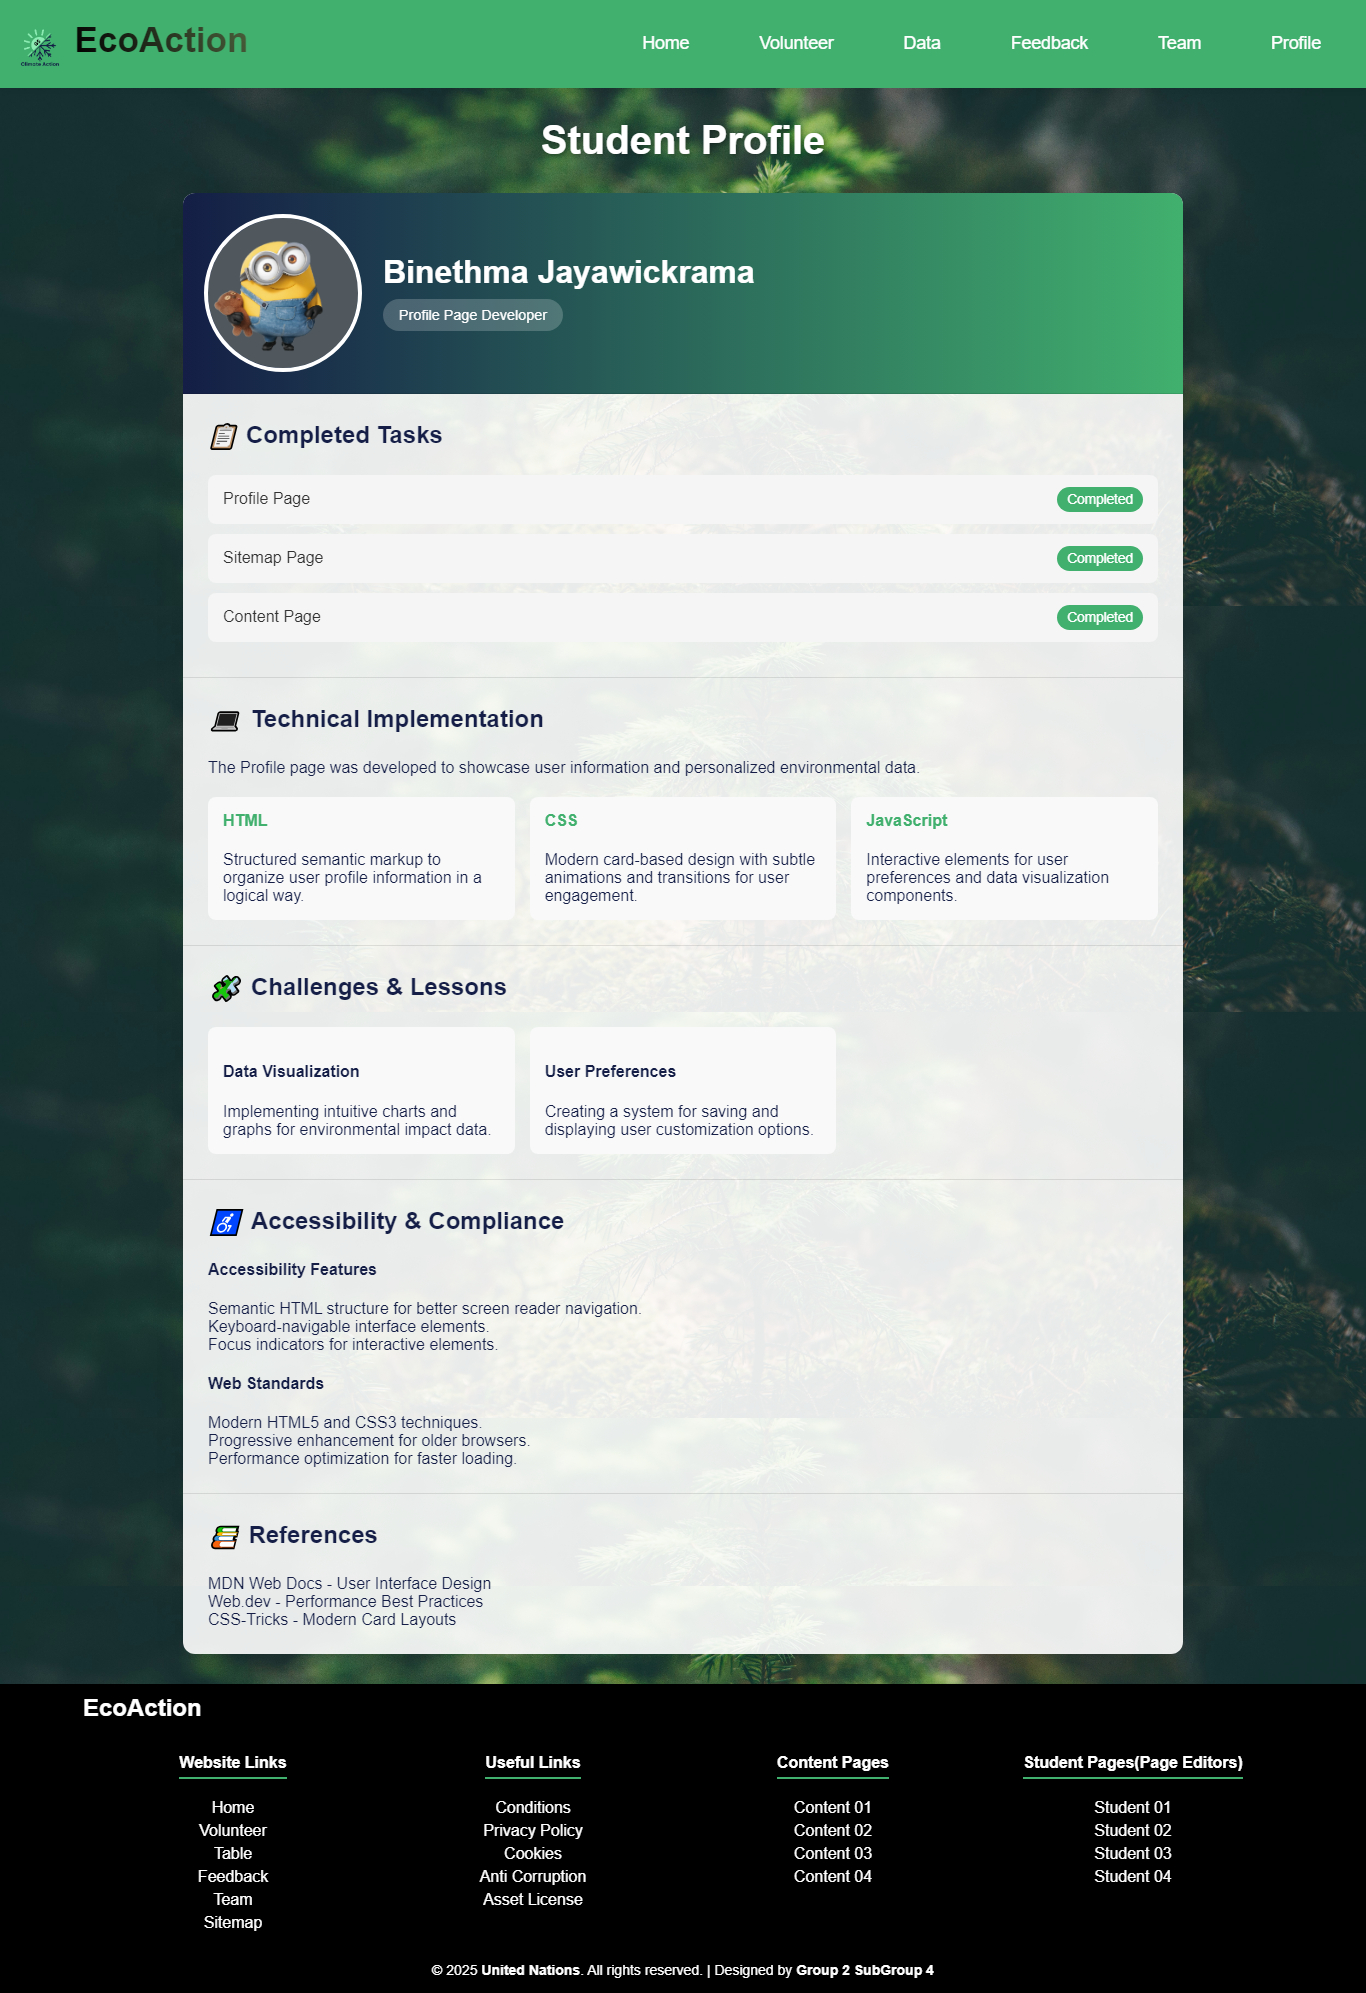 Climate Action
EcoAction
Home
Volunteer
Data
Feedback
Team
Profile
Student Profile
Binethma Jayawickrama
Profile Page Developer
Completed Tasks
Profile Page
Completed
Sitemap Page
Completed
Content Page
Completed
Technical Implementation
The Profile page was developed to showcase user information and personalized environmental data.
HTML
Structured semantic markup to
organize user profile information in a
logical way.
CSS
Modern card-based design with subtle
animations and transitions for user
engagement.
JavaScript
Interactive elements for user
preferences and data visualization
components.
Challenges & Lessons
Data Visualization
Implementing intuitive charts and
graphs for environmental impact data.
User Preferences
Creating a system for saving and
displaying user customization options.
Accessibility & Compliance
Accessibility Features
Semantic HTML structure for better screen reader navigation.
Keyboard-navigable interface elements.
Focus indicators for interactive elements.
Web Standards
Modern HTML5 and CSS3 techniques.
Progressive enhancement for older browsers.
Performance optimization for faster loading.
References
MDN Web Docs - User Interface Design
Web.dev - Performance Best Practices
CSS-Tricks - Modern Card Layouts
EcoAction
Website Links
Home
Volunteer
Table
Feedback
Team
Sitemap
Useful Links
Conditions
Privacy Policy
Cookies
Anti Corruption
Asset License
Content Pages
Content 01
Content 02
Content 03
Content 04
Student Pages(Page Editors)
Student 01
Student 02
Student 03
Student 04
© 2025 United Nations. All rights reserved. | Designed by Group 2 SubGroup 4